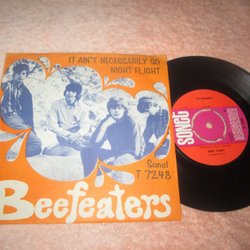 IT AIN'T NECESSARILY SO
NIGHT FLIGHT
Sonet
T 7248
Beefeaters
SONET